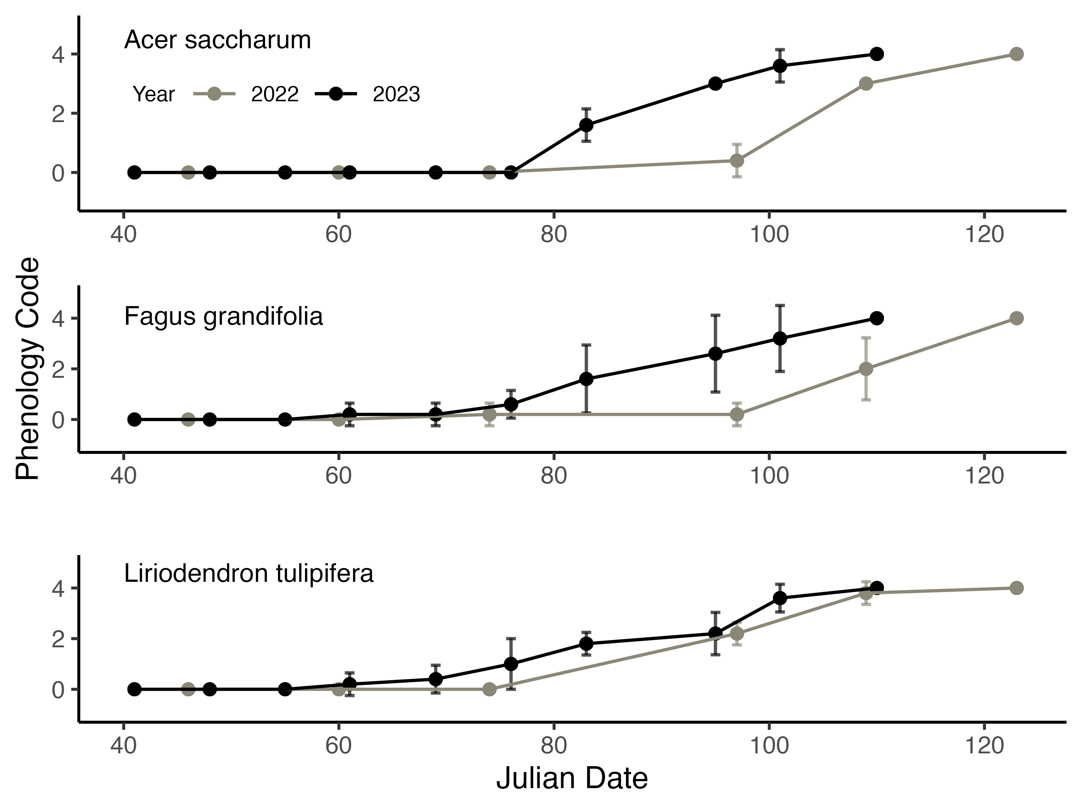 Acer saccharum
4
Year 2022 2023
2
0
40 60 80 100 120
Phenology Code
Fagus grandifolia
4
2
0
40 60 80 100 120
Liriodendron tulipifera
4
2
0
40 60 80 100 120
Julian Date